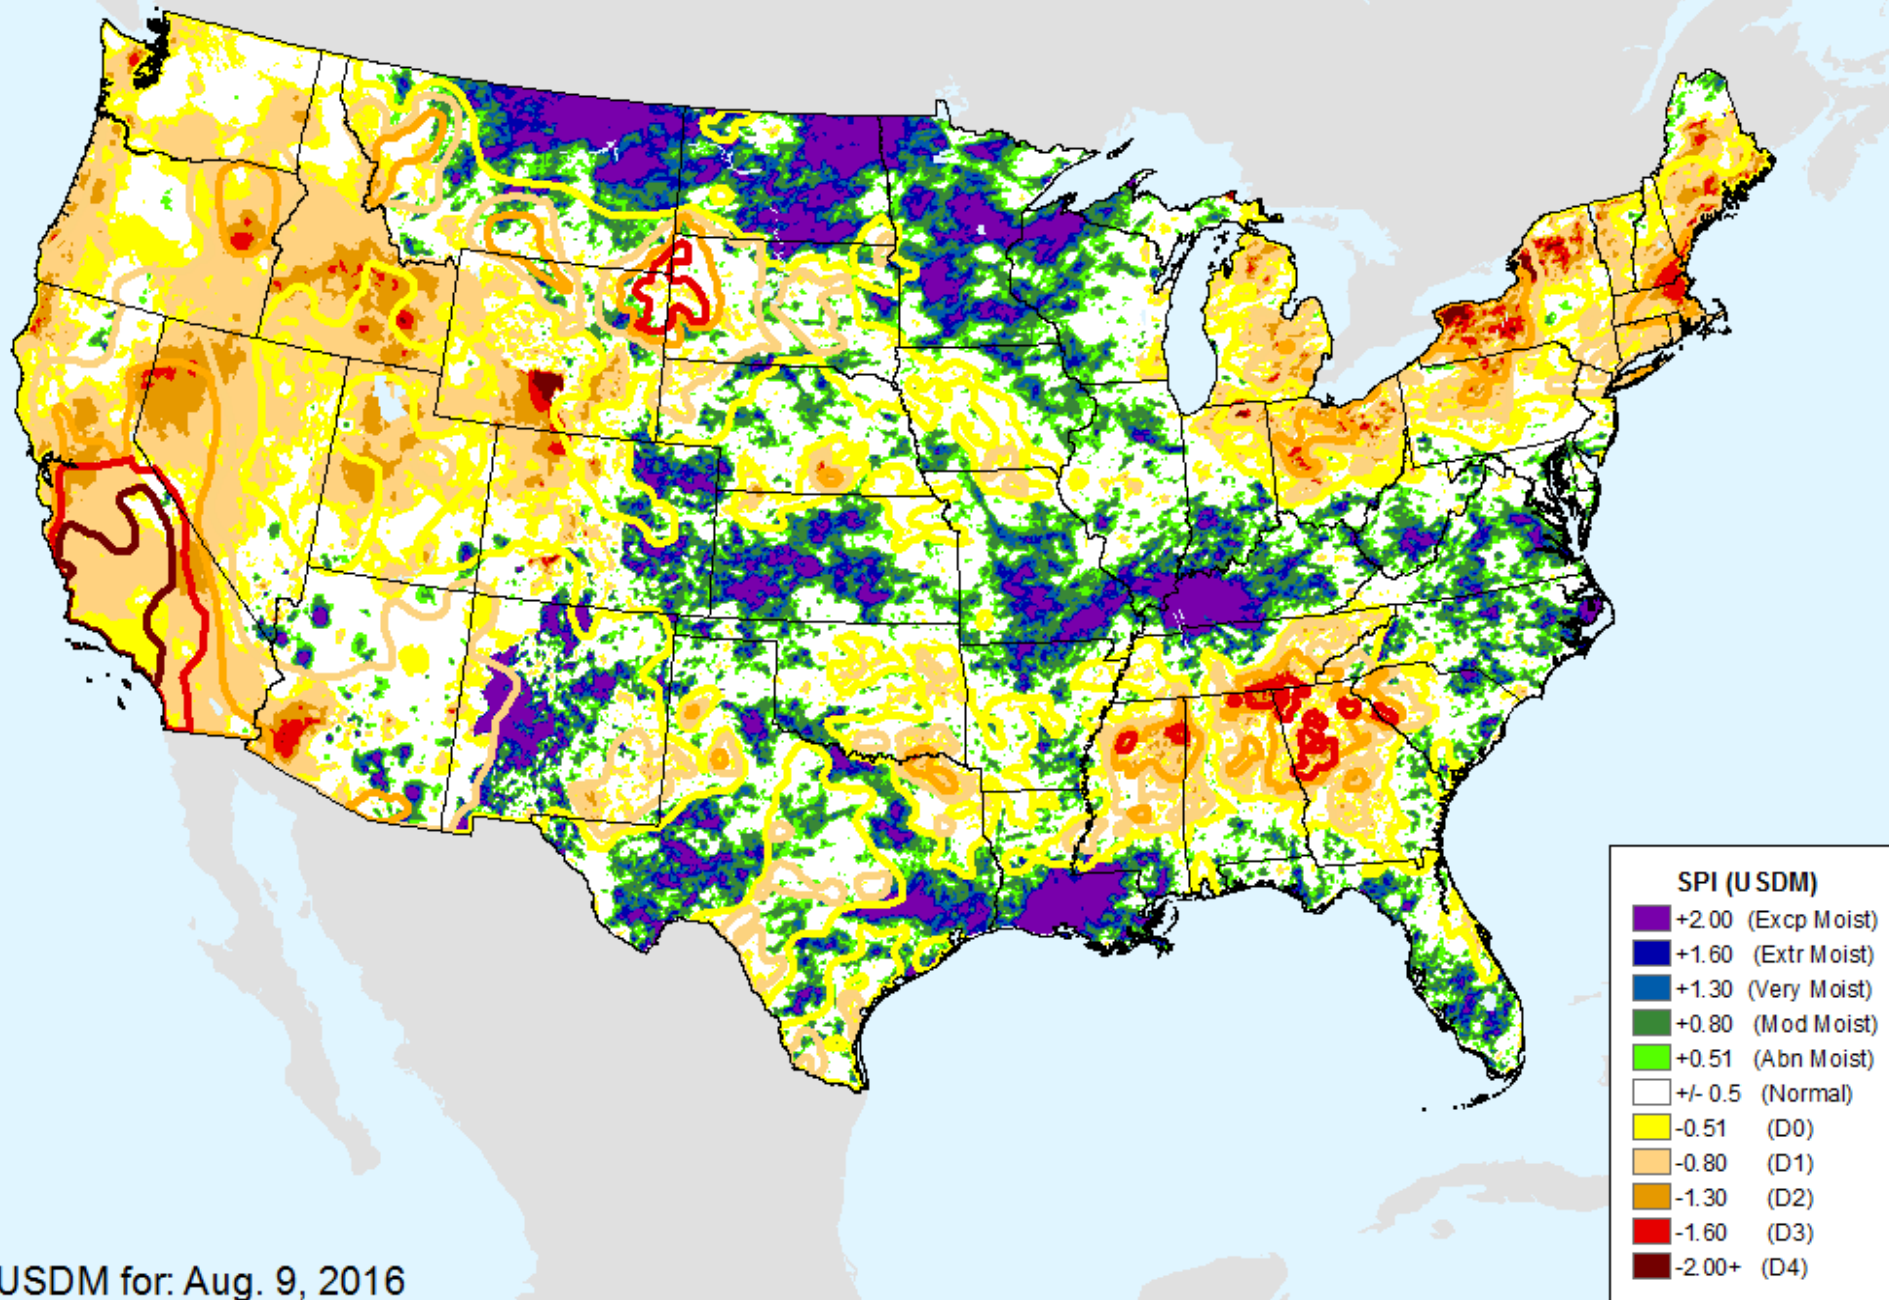 SPI (USDM)
+2.00 (Excp Moist)
+1.60 (Extr Moist)
+1.30 (Very Moist)
+0.80 (Mod Moist)
+0.51 (Abn Moist)
+/- 0.5 (Normal)
-0.51 (D0)
-0.80 (D1)
-1.30 (D2)
-1.60 (D3)
-2.00+ (D4)
USDM for: Aug. 9, 2016